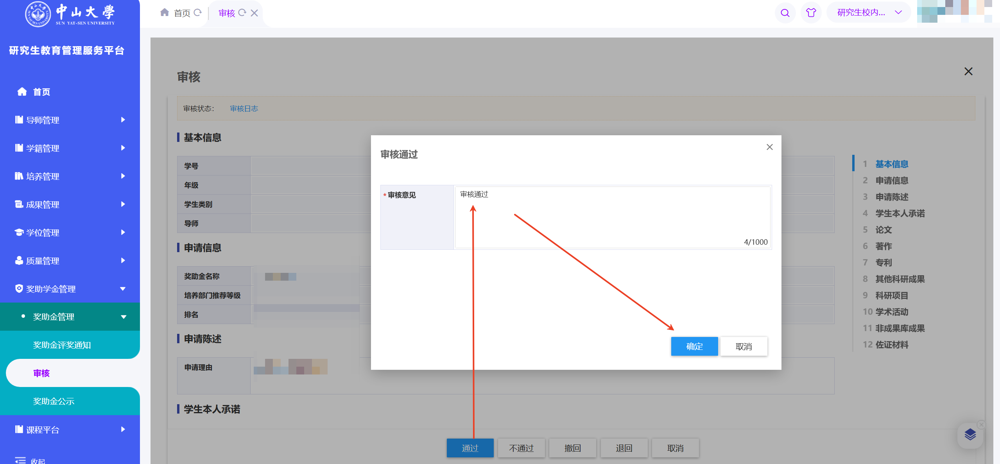 中山大學
SUN YAT-SEN UNIVERSITY
研究生教育管理服务平台
首页
导师管理
学籍管理
培养管理
成果管理
学位管理
质量管理
奖助学金管理
奖助金管理
奖助金评奖通知
审核
奖助金公示
课程平台
收起
首页
审核
研究生校内...
审核
审核状态：
审核日志
基本信息
学号
年级
学生类别
导师
申请信息
奖助金名称
培养部门推荐等级
排名
申请陈述
申请理由
学生本人承诺
审核通过
* 审核意见
审核通过
4/1000
确定
取消
1 基本信息
2 申请信息
3 申请陈述
4 学生本人承诺
5 论文
6 著作
7 专利
8 其他科研成果
9 科研项目
10 学术活动
11 非成果库成果
12 佐证材料
通过
不通过
撤回
退回
取消